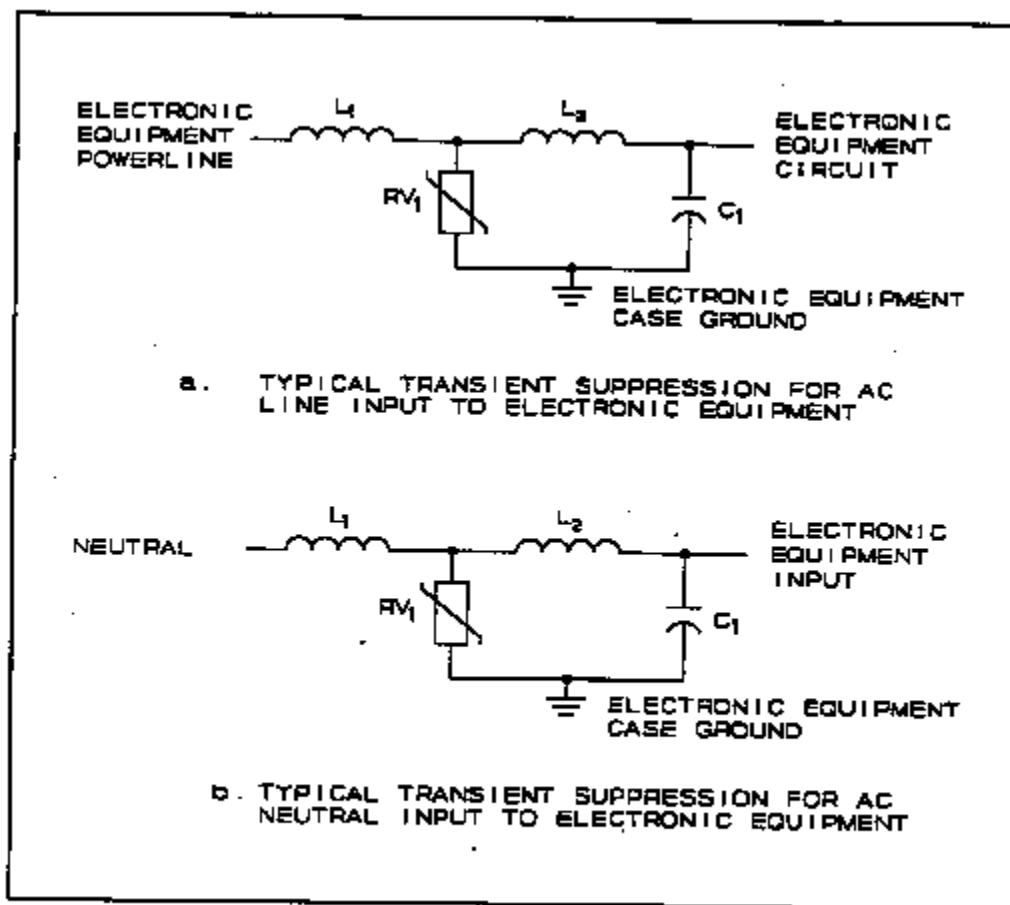 L1 L2
ELECTRONIC
EQUIPMENT
POWERLINE
ELECTRONIC
EQUIPMENT
CIRCUIT
RV1
C1
ELECTRONIC EQUIPMENT
CASE GROUND
a. TYPICAL TRANSIENT SUPPRESSION FOR AC
LINE INPUT TO ELECTRONIC EQUIPMENT
L1 L2
NEUTRAL
ELECTRONIC
EQUIPMENT
INPUT
RV1
C1
ELECTRONIC EQUIPMENT
CASE GROUND
b. TYPICAL TRANSIENT SUPPRESSION FOR AC
NEUTRAL INPUT TO ELECTRONIC EQUIPMENT